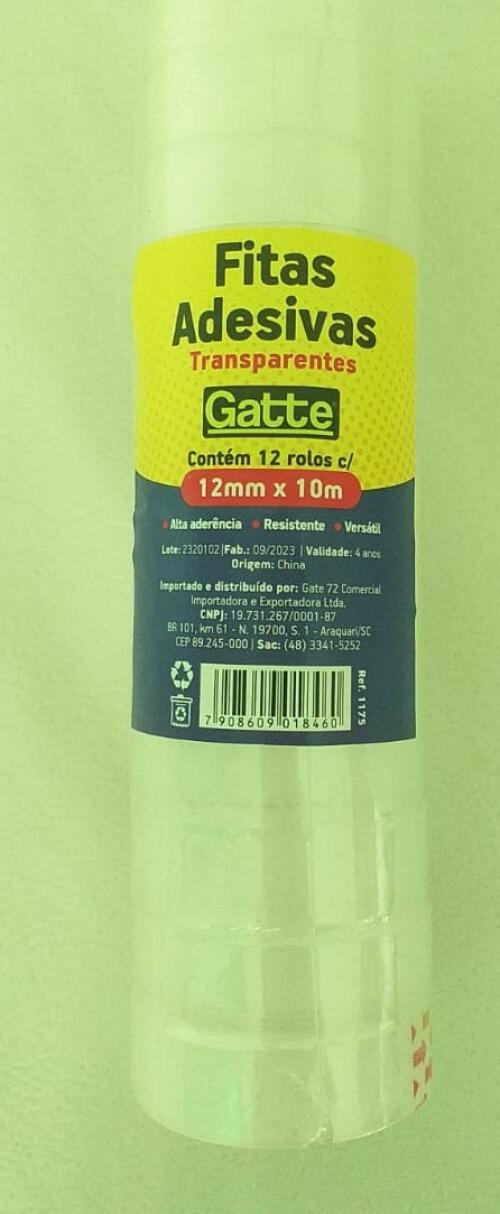 Fitas
Adesivas
Transparentes
Gatte
Contém 12 rolos c/
12mm x 10m
• Alta aderência • Resistente • Versátil
Lote: 2320102|Fab.: 09/2023 | Validade: 4 anos
Origem: China
Importado e distribuído por: Gate 72 Comercial
Importadora e Exportadora Ltda.
CNPJ: 19.731.267/0001-87
BR 101, km 61 - N. 19700, S. 1 - Araquari/SC
CEP 89.245-000 | Sac: (48) 3341-5252
7 908609 018460
Ref. 1175